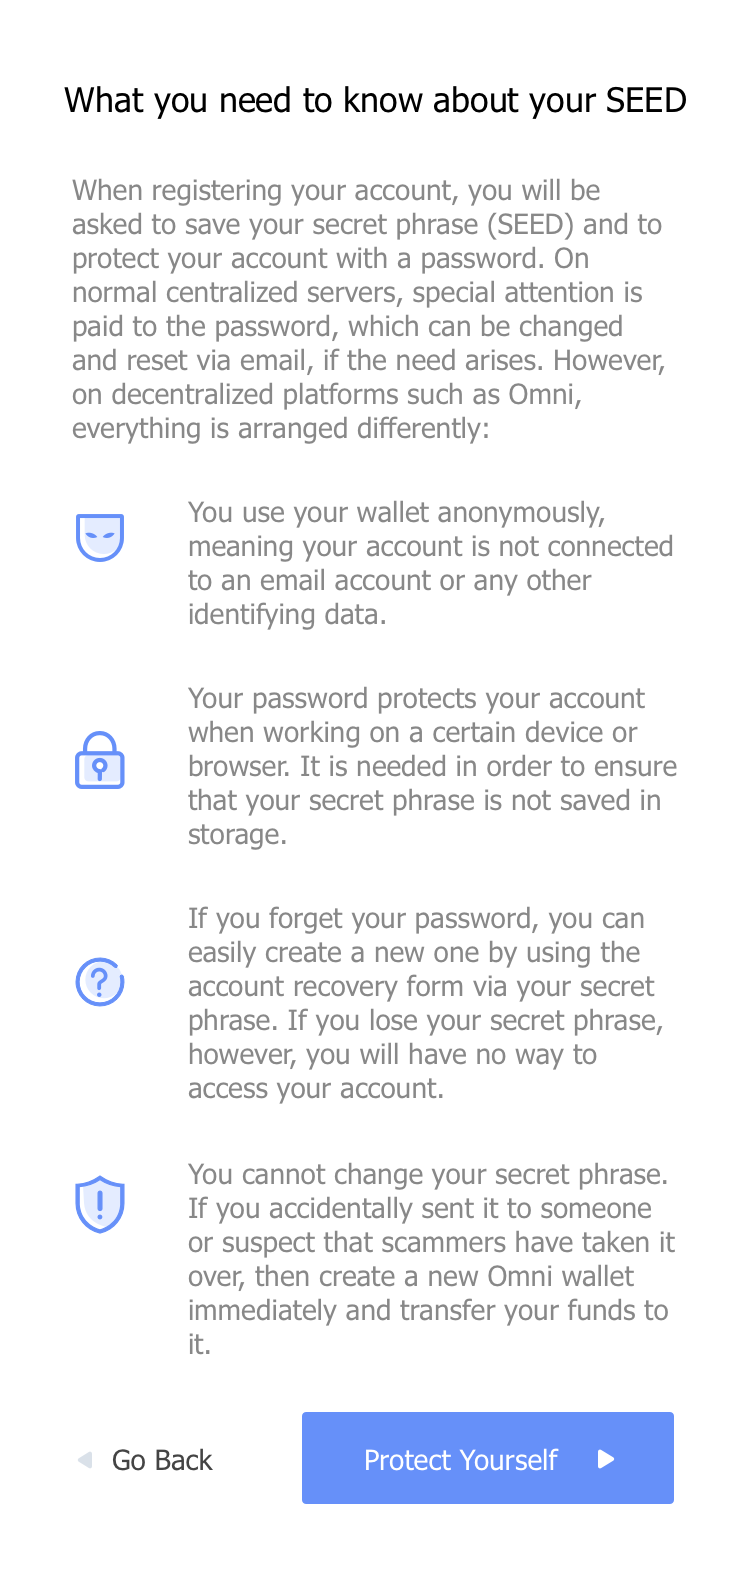 What you need to know about your SEED
When registering your account, you will be
asked to save your secret phrase (SEED) and to
protect your account with a password. On
normal centralized servers, special attention is
paid to the password, which can be changed
and reset via email, if the need arises. However,
on decentralized platforms such as Omni,
everything is arranged differently:
You use your wallet anonymously,
meaning your account is not connected
to an email account or any other
identifying data.
Your password protects your account
when working on a certain device or
browser. It is needed in order to ensure
that your secret phrase is not saved in
storage.
If you forget your password, you can
easily create a new one by using the
account recovery form via your secret
phrase. If you lose your secret phrase,
however, you will have no way to
access your account.
You cannot change your secret phrase.
If you accidentally sent it to someone
or suspect that scammers have taken it
over, then create a new Omni wallet
immediately and transfer your funds to
it.
Go Back
Protect Yourself